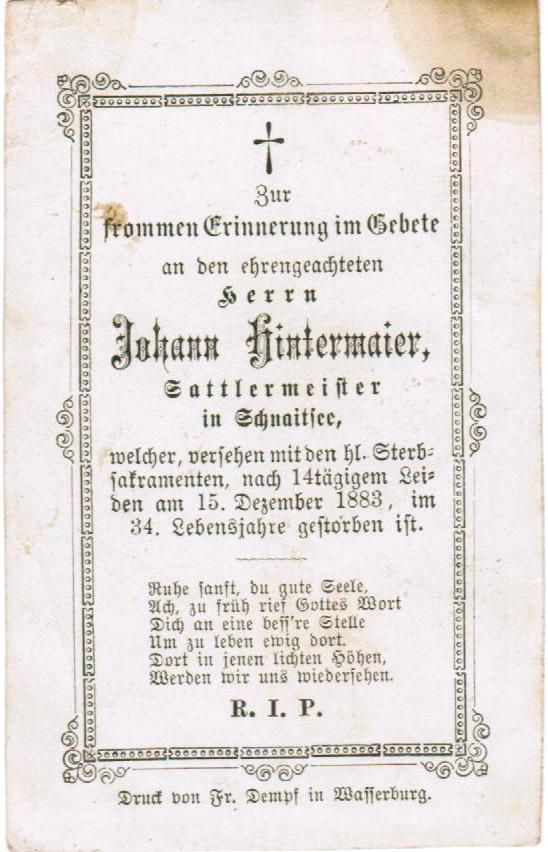 Zur
frommen Erinnerung im Gebete
an den ehrengeachteten
Herrn
Johann Hintermaier,
Sattlermeister
in Schnaitsee,
welcher, versehen mit den hl. Sterb-
sakramenten, nach 14tägigem Lei-
den am 15. Dezember 1883, im
34. Lebensjahre gestorben ist.
Ruhe sanft, du gute Seele,
Ach, zu früh rief Gottes Wort
Dich an eine bess're Stelle
Um zu leben ewig dort.
Dort in jenen lichten Höhen,
Werden wir uns wiedersehen.
R. I. P.
Druck von Fr. Dempf in Wasserburg.